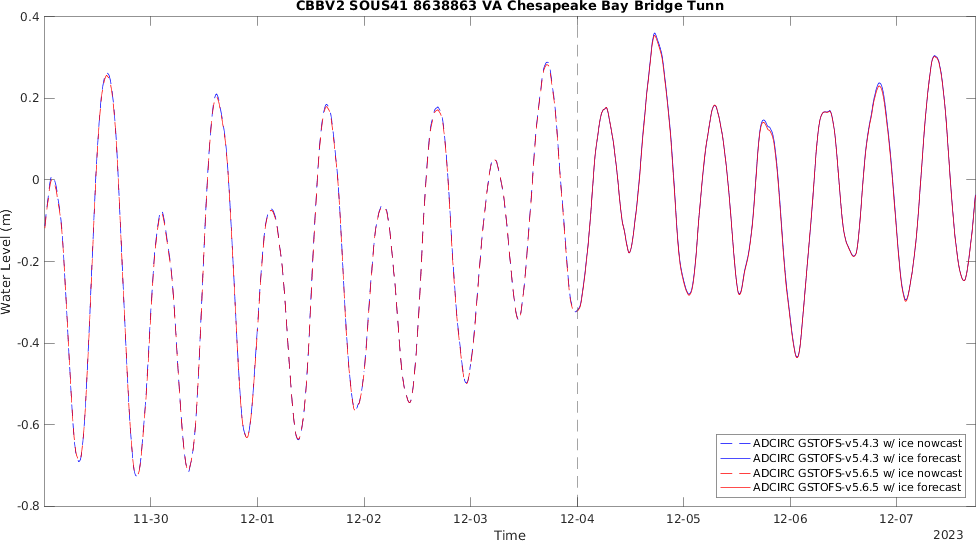 CBBV2 SOUS41 8638863 VA Chesapeake Bay Bridge Tunn
0.4
0.2
0
-0.2
-0.4
-0.6
-0.8
Water Level (m)
ADCIRC GSTOFS-v5.4.3 w/ ice nowcast
ADCIRC GSTOFS-v5.4.3 w/ ice forecast
ADCIRC GSTOFS-v5.6.5 w/ ice nowcast
ADCIRC GSTOFS-v5.6.5 w/ ice forecast
11-30 12-01 12-02 12-03 12-04 12-05 12-06 12-07
Time
2023